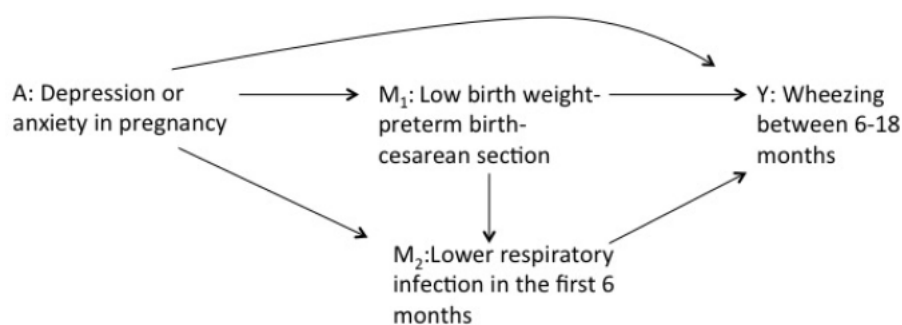 A: Depression or
anxiety in pregnancy
M₁: Low birth weight-
preterm birth-
cesarean section
Y: Wheezing
between 6-18
months
M₂:Lower respiratory
infection in the first 6
months